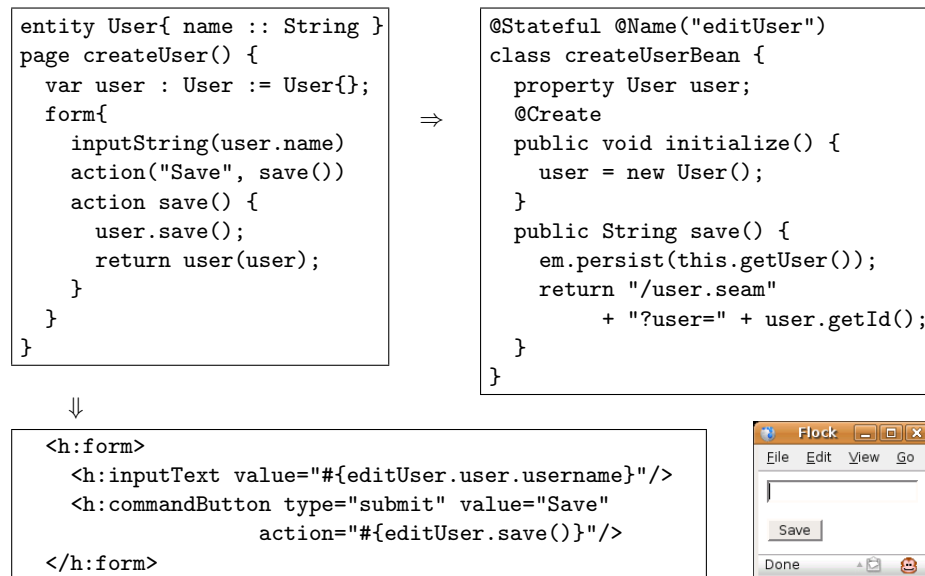 entity User{ name :: String }
page createUser() {
  var user : User := User{};
  form{
    inputString(user.name)
    action("Save", save())
    action save() {
      user.save();
      return user(user);
    }
  }
}
⇒
@Stateful @Name("editUser")
class createUserBean {
  property User user;
  @Create
  public void initialize() {
    user = new User();
  }
  public String save() {
    em.persist(this.getUser());
    return "/user.seam"
         + "?user=" + user.getId();
  }
}
⇓
<h:form>
  <h:inputText value="#{editUser.user.username}"/>
  <h:commandButton type="submit" value="Save"
                action="#{editUser.save()}"/>
</h:form>
Flock
File Edit View Go
Save
Done